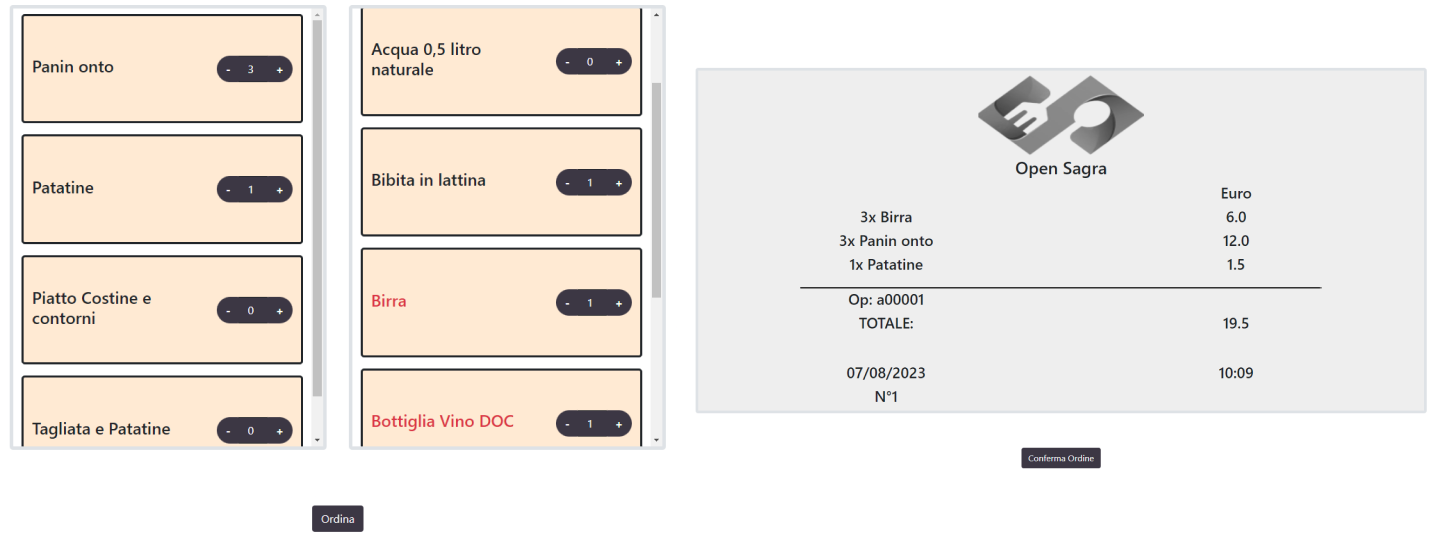 Panin onto
- 3 +
Patatine
- 1 +
Piatto Costine e
contorni
- 0 +
Tagliata e Patatine
- 0 +
Acqua 0,5 litro
naturale
- 0 +
Bibita in lattina
- 1 +
Birra
- 1 +
Bottiglia Vino DOC
- 1 +
Ordina
Open Sagra
Euro
3x Birra 6.0
3x Panin onto 12.0
1x Patatine 1.5
Op: a00001
TOTALE: 19.5
07/08/2023 10:09
N°1
Conferma Ordine